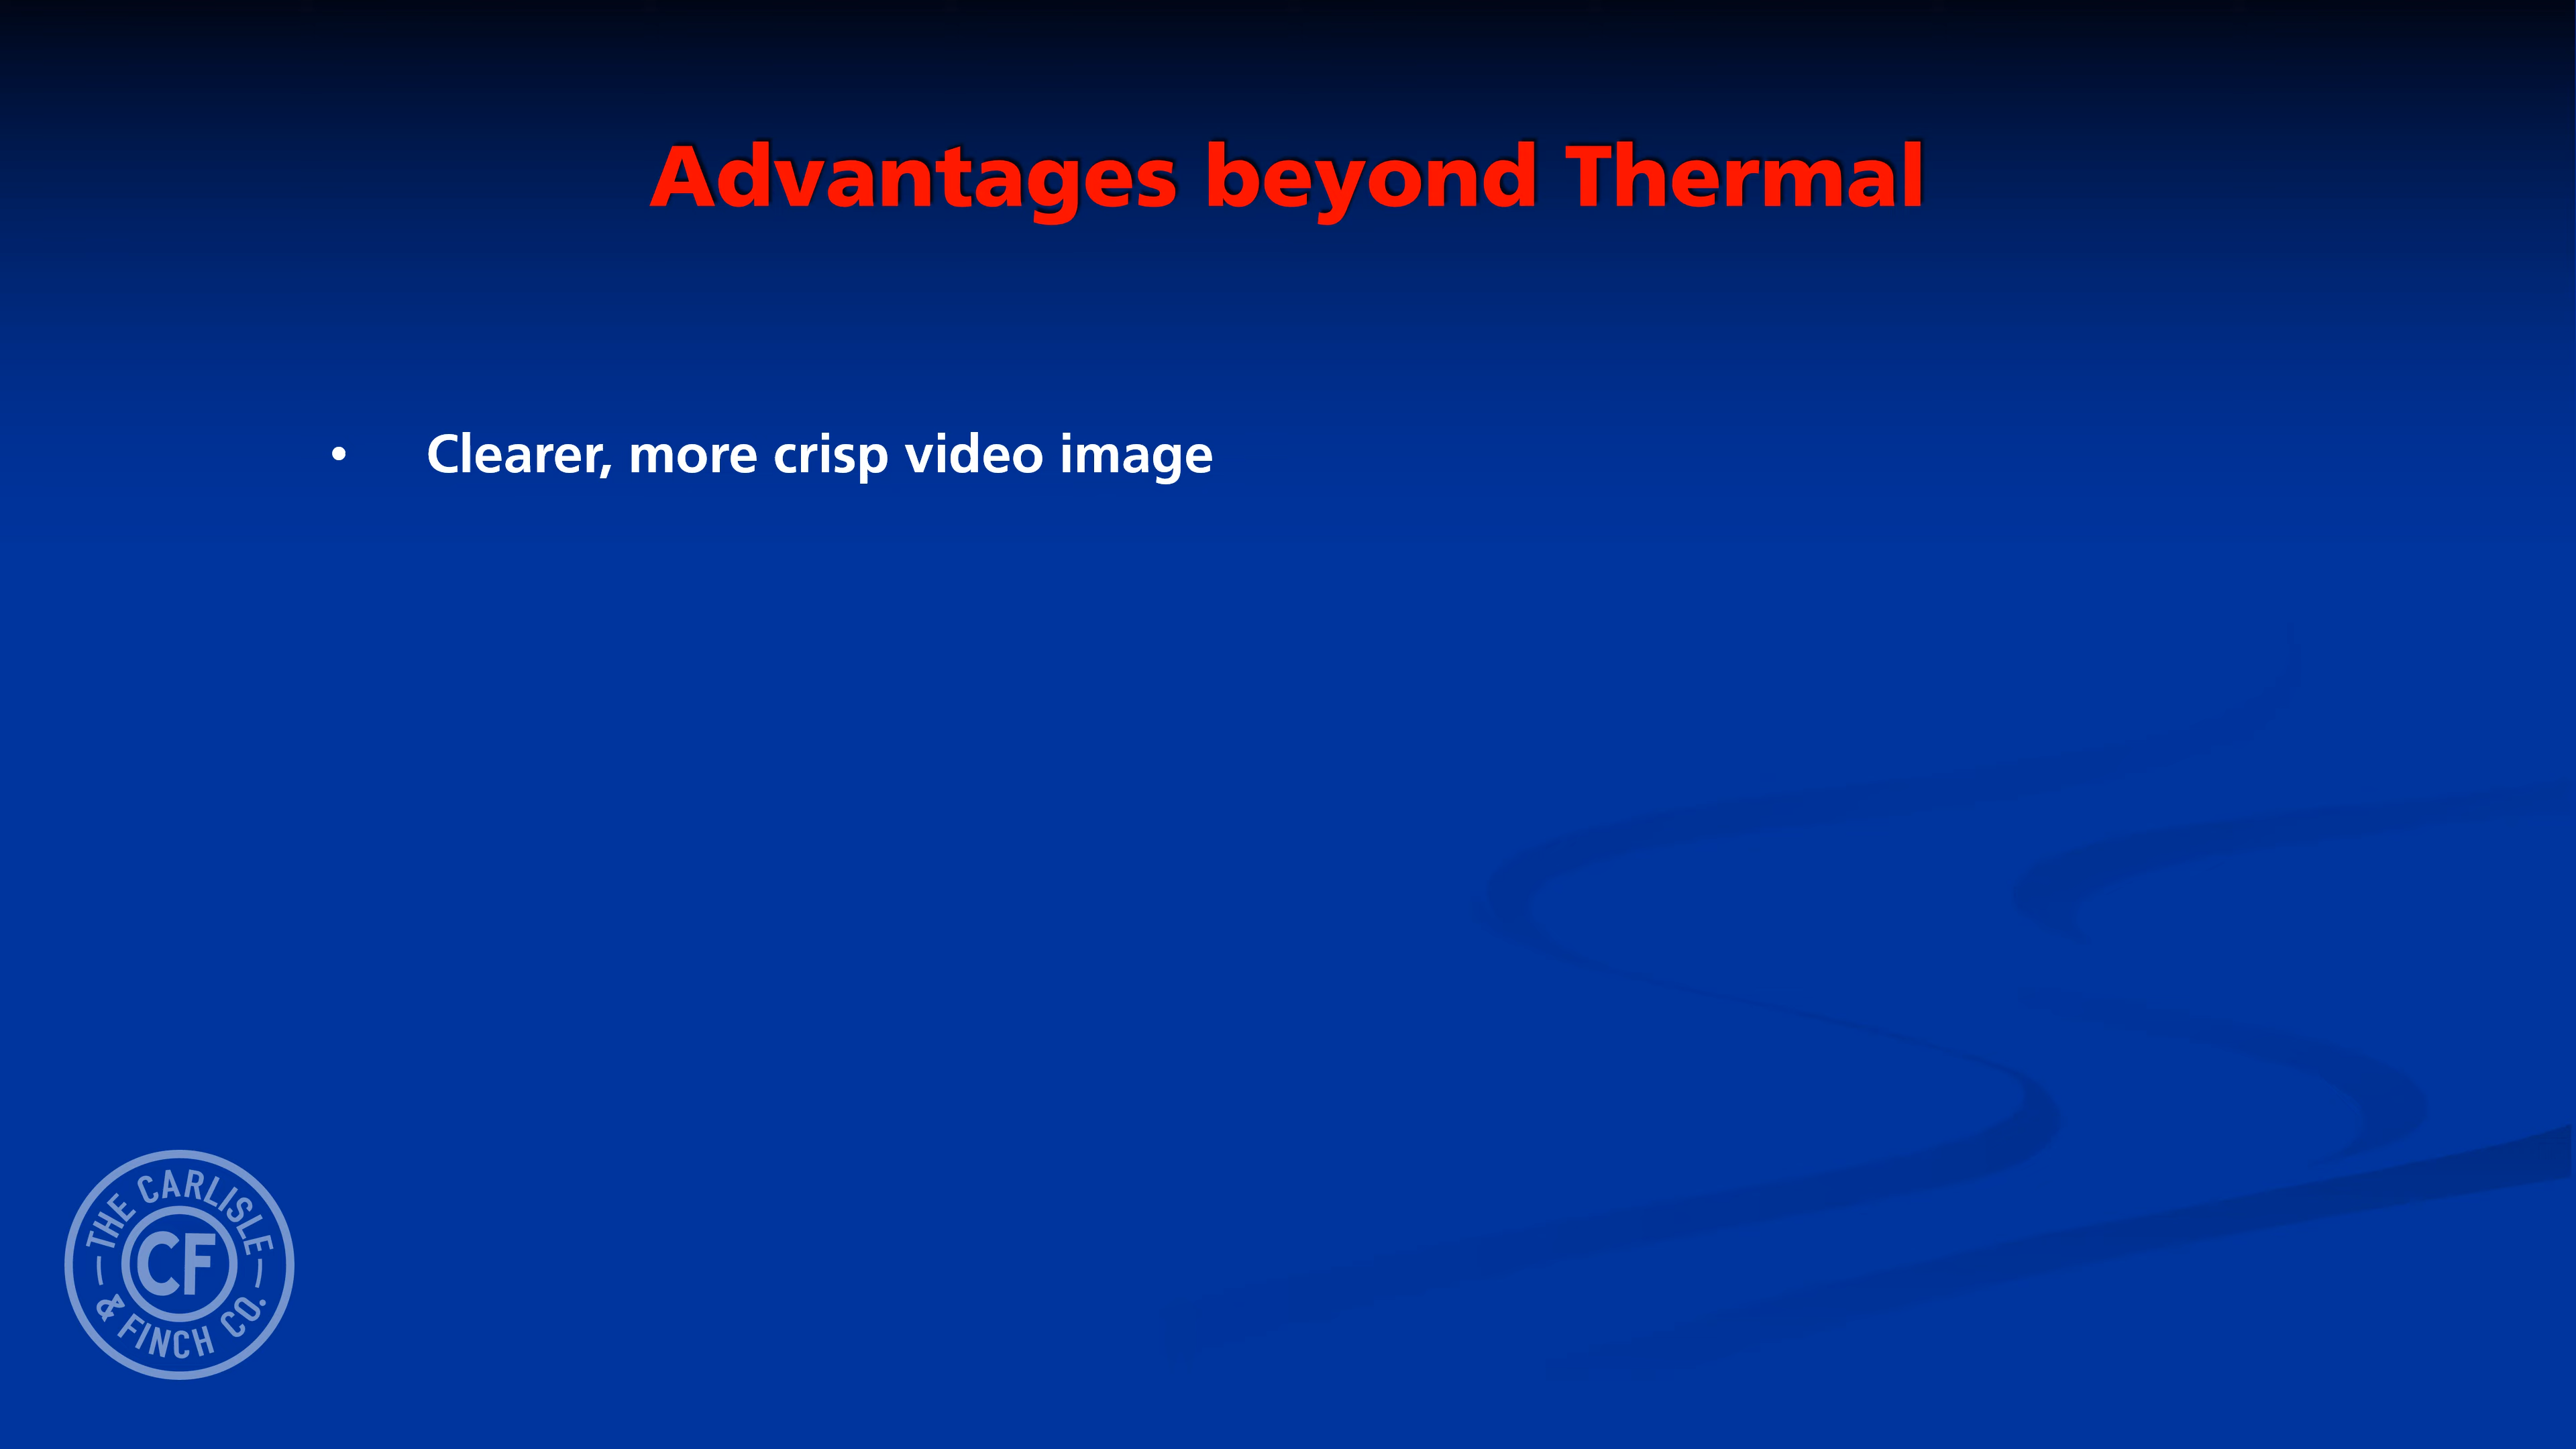 Advantages beyond Thermal
• Clearer, more crisp video image
THE CARLISLE
CF
& FINCH CO.